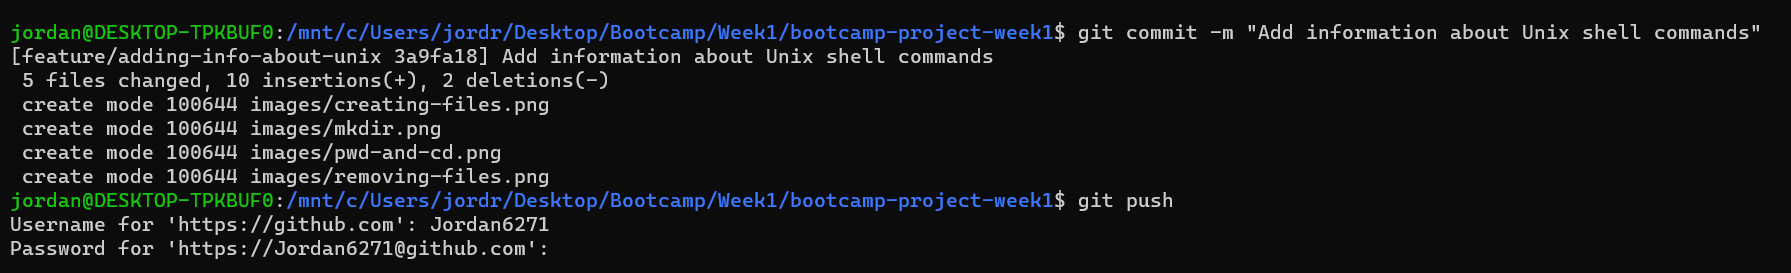 jordan@DESKTOP-TPKBUF0:/mnt/c/Users/jordr/Desktop/Bootcamp/Week1/bootcamp-project-week1$ git commit -m "Add information about Unix shell commands"
[feature/adding-info-about-unix 3a9fa18] Add information about Unix shell commands
 5 files changed, 10 insertions(+), 2 deletions(-)
 create mode 100644 images/creating-files.png
 create mode 100644 images/mkdir.png
 create mode 100644 images/pwd-and-cd.png
 create mode 100644 images/removing-files.png
jordan@DESKTOP-TPKBUF0:/mnt/c/Users/jordr/Desktop/Bootcamp/Week1/bootcamp-project-week1$ git push
Username for 'https://github.com': Jordan6271
Password for 'https://Jordan6271@github.com':